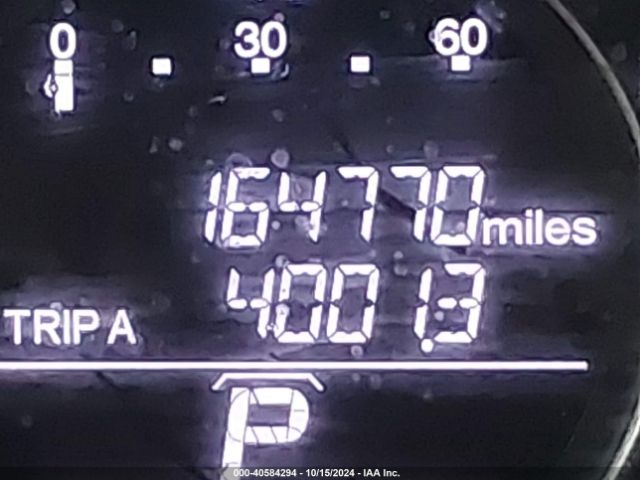 0 30 60
164770 miles
TRIP A 4001.3
P
000-40584294 - 10/15/2024 - IAA Inc.